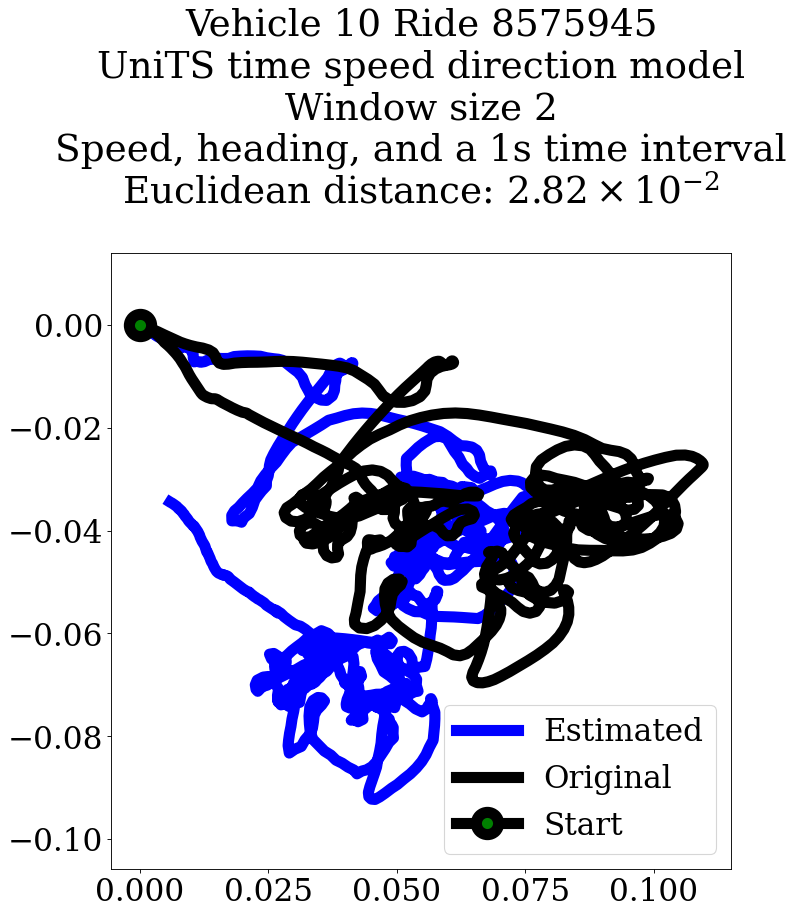 Vehicle 10 Ride 8575945
UniTS time speed direction model
Window size 2
Speed, heading, and a 1s time interval
Euclidean distance: 2.82 × 10⁻²
0.00
−0.02
−0.04
−0.06
−0.08
−0.10
Estimated
Original
Start
0.000 0.025 0.050 0.075 0.100